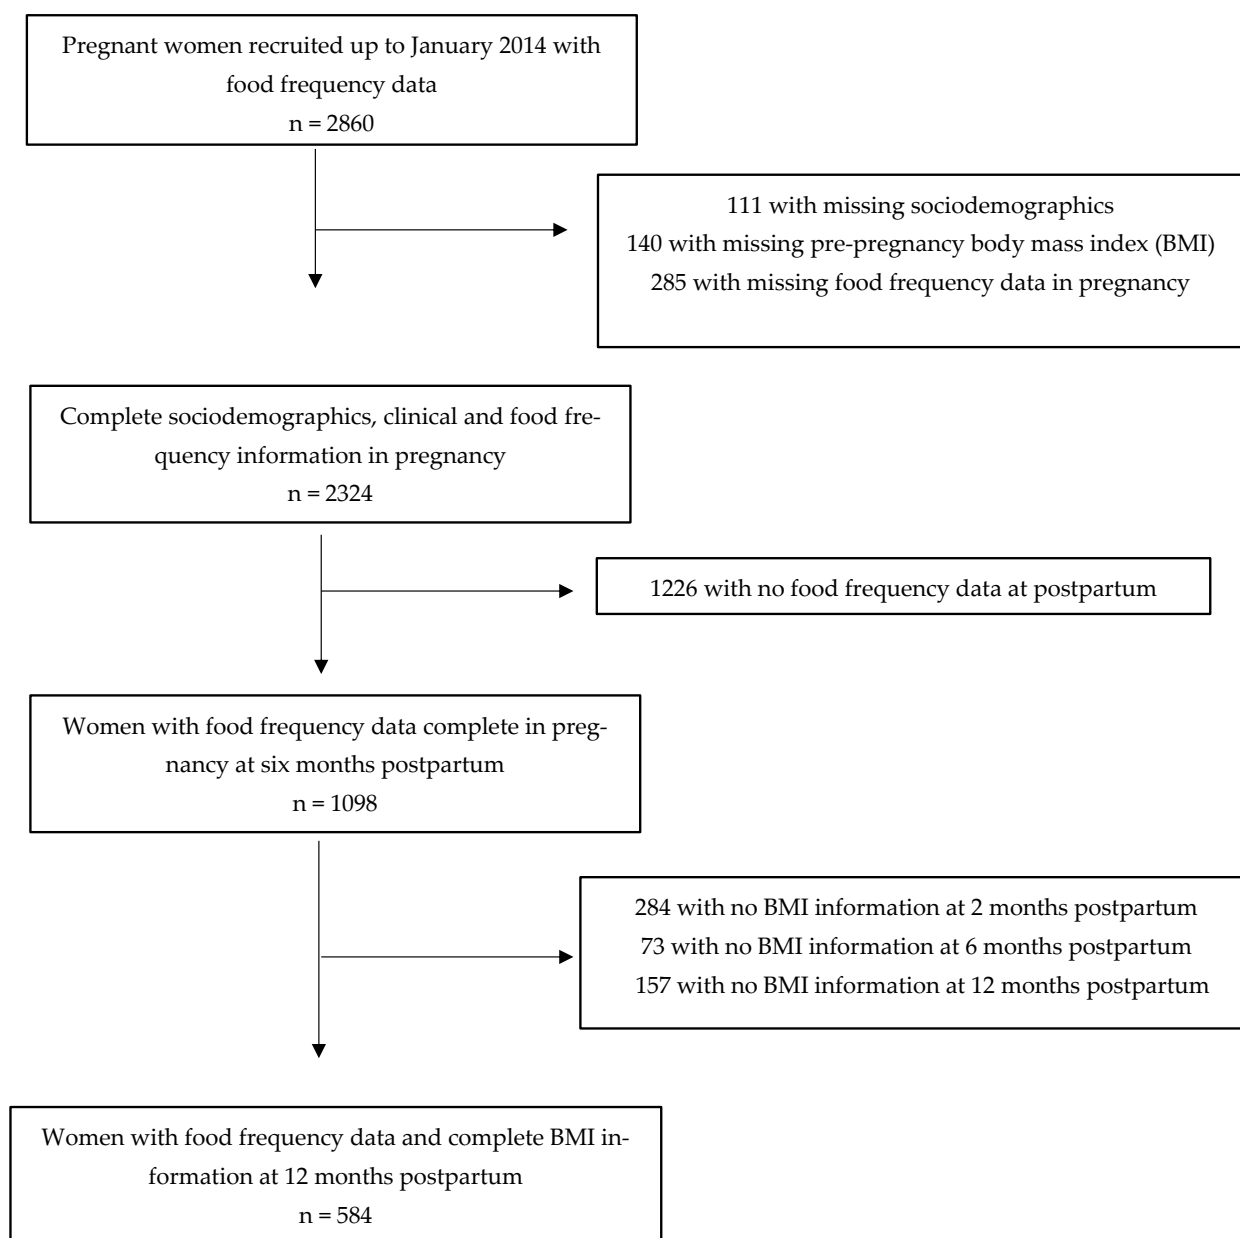 Pregnant women recruited up to January 2014 with
food frequency data
n = 2860
111 with missing sociodemographics
140 with missing pre-pregnancy body mass index (BMI)
285 with missing food frequency data in pregnancy
Complete sociodemographics, clinical and food fre-
quency information in pregnancy
n = 2324
1226 with no food frequency data at postpartum
Women with food frequency data complete in preg-
nancy at six months postpartum
n = 1098
284 with no BMI information at 2 months postpartum
73 with no BMI information at 6 months postpartum
157 with no BMI information at 12 months postpartum
Women with food frequency data and complete BMI in-
formation at 12 months postpartum
n = 584